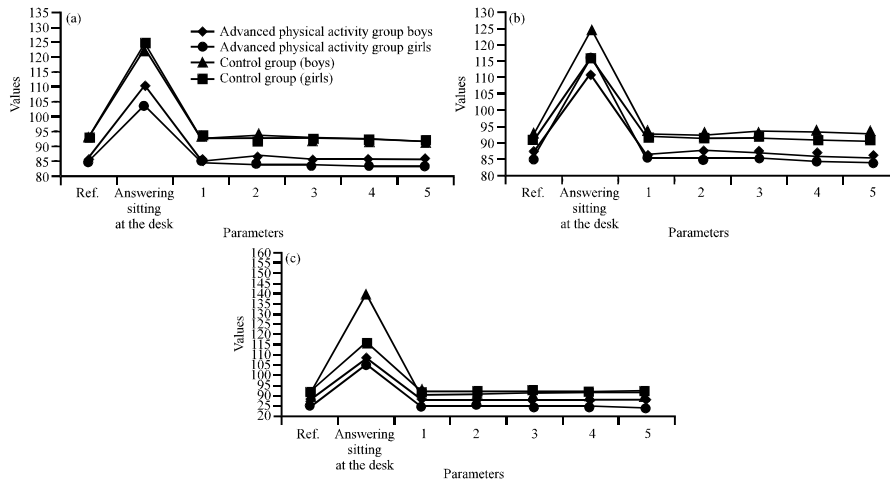 (a)
135
130
125
120
115
110
105
100
95
90
85
80
Values
Advanced physical activity group boys
Advanced physical activity group girls
Control group (boys)
Control group (girls)
Ref.
Answering
sitting
at the desk
1
2
3
4
5
Parameters
(b)
130
125
120
115
110
105
100
95
90
85
80
Values
Ref.
Answering
sitting
at the desk
1
2
3
4
5
Parameters
(c)
160
155
150
145
140
135
130
125
120
115
110
105
100
95
90
25
20
Values
Ref.
Answering
sitting
at the desk
1
2
3
4
5
Parameters